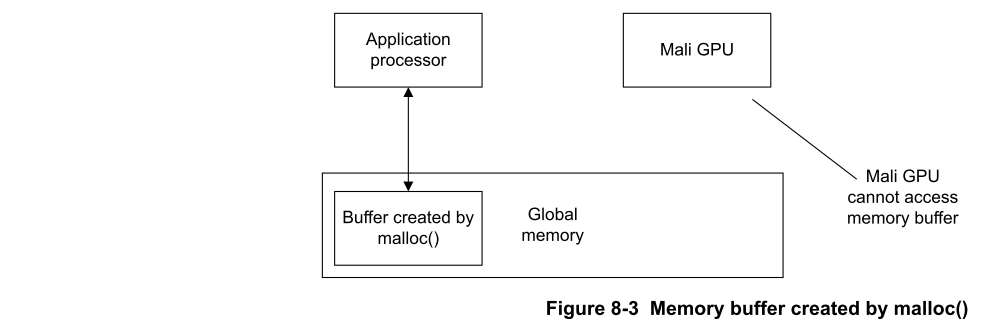 Application
processor
Mali GPU
Mali GPU
cannot access
memory buffer
Buffer created by
malloc()
Global
memory
Figure 8-3  Memory buffer created by malloc()